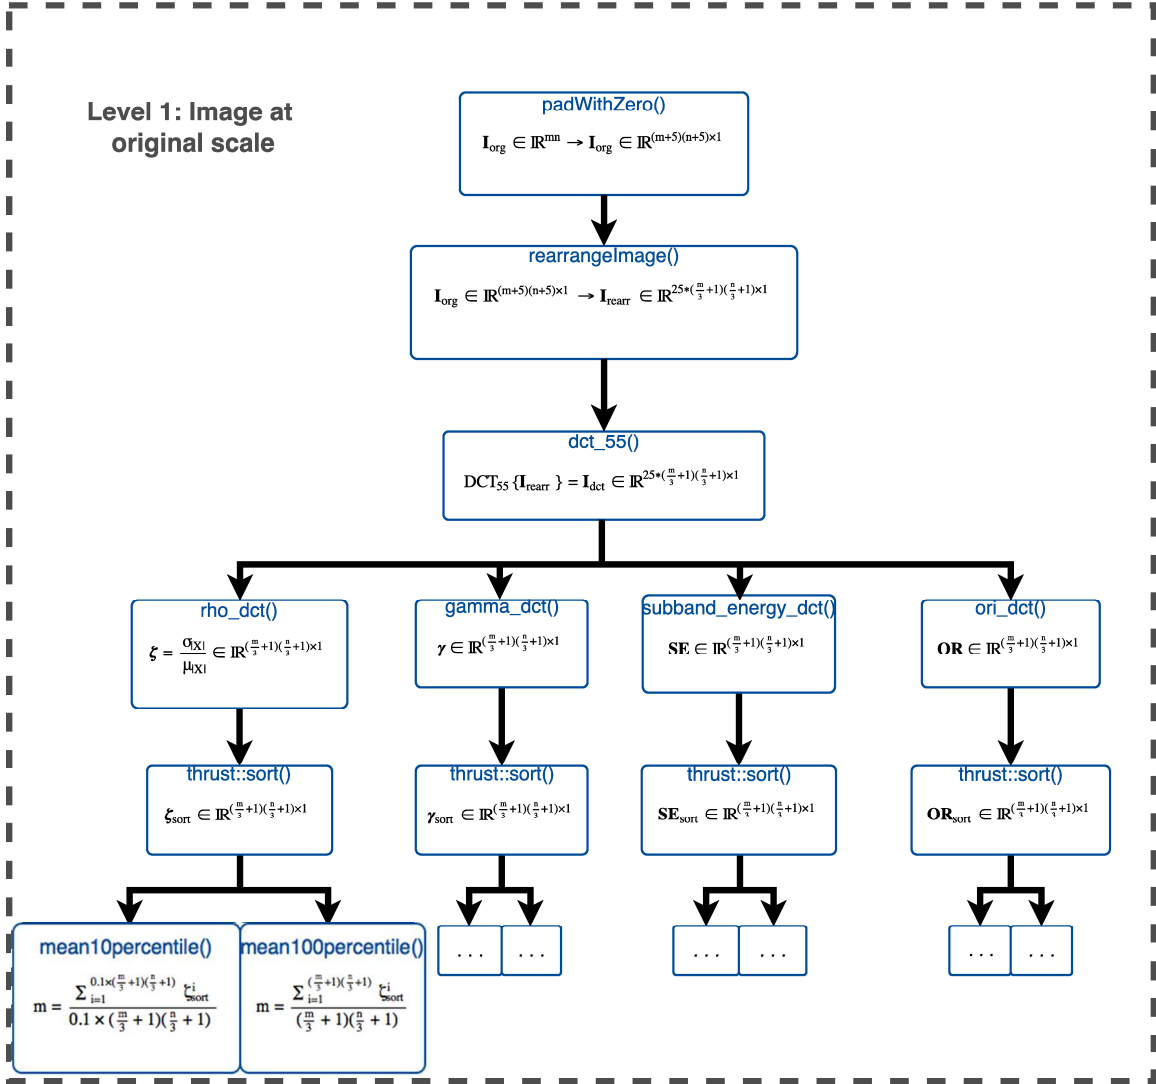 Level 1: Image at
original scale
padWithZero()
I_org ∈ ℝ^{mn} → I_org ∈ ℝ^{(m+5)(n+5)×1}
rearrangeImage()
I_org ∈ ℝ^{(m+5)(n+5)×1} → I_rearr ∈ ℝ^{25*(m/3+1)(n/3+1)×1}
dct_55()
DCT_55{I_rearr } = I_dct ∈ ℝ^{25*(m/3+1)(n/3+1)×1}
rho_dct() gamma_dct() subband_energy_dct() ori_dct()
ζ = σ_|X| / μ_|X| ∈ ℝ^{(m/3+1)(n/3+1)×1} γ ∈ ℝ^{(m/3+1)(n/3+1)×1} SE ∈ ℝ^{(m/3+1)(n/3+1)×1} OR ∈ ℝ^{(m/3+1)(n/3+1)×1}
thrust::sort() thrust::sort() thrust::sort() thrust::sort()
ζ_sort ∈ ℝ^{(m/3+1)(n/3+1)×1} γ_sort ∈ ℝ^{(m/3+1)(n/3+1)×1} SE_sort ∈ ℝ^{(m/3+1)(n/3+1)×1} OR_sort ∈ ℝ^{(m/3+1)(n/3+1)×1}
mean10percentile() mean100percentile() ... ... ... ... ... ...
m = ∑_{i=1}^{0.1×(m/3+1)(n/3+1)} ζ^i_sort / 0.1 × (m/3 + 1)(n/3 + 1) m = ∑_{i=1}^{(m/3+1)(n/3+1)} ζ^i_sort / (m/3 + 1)(n/3 + 1)